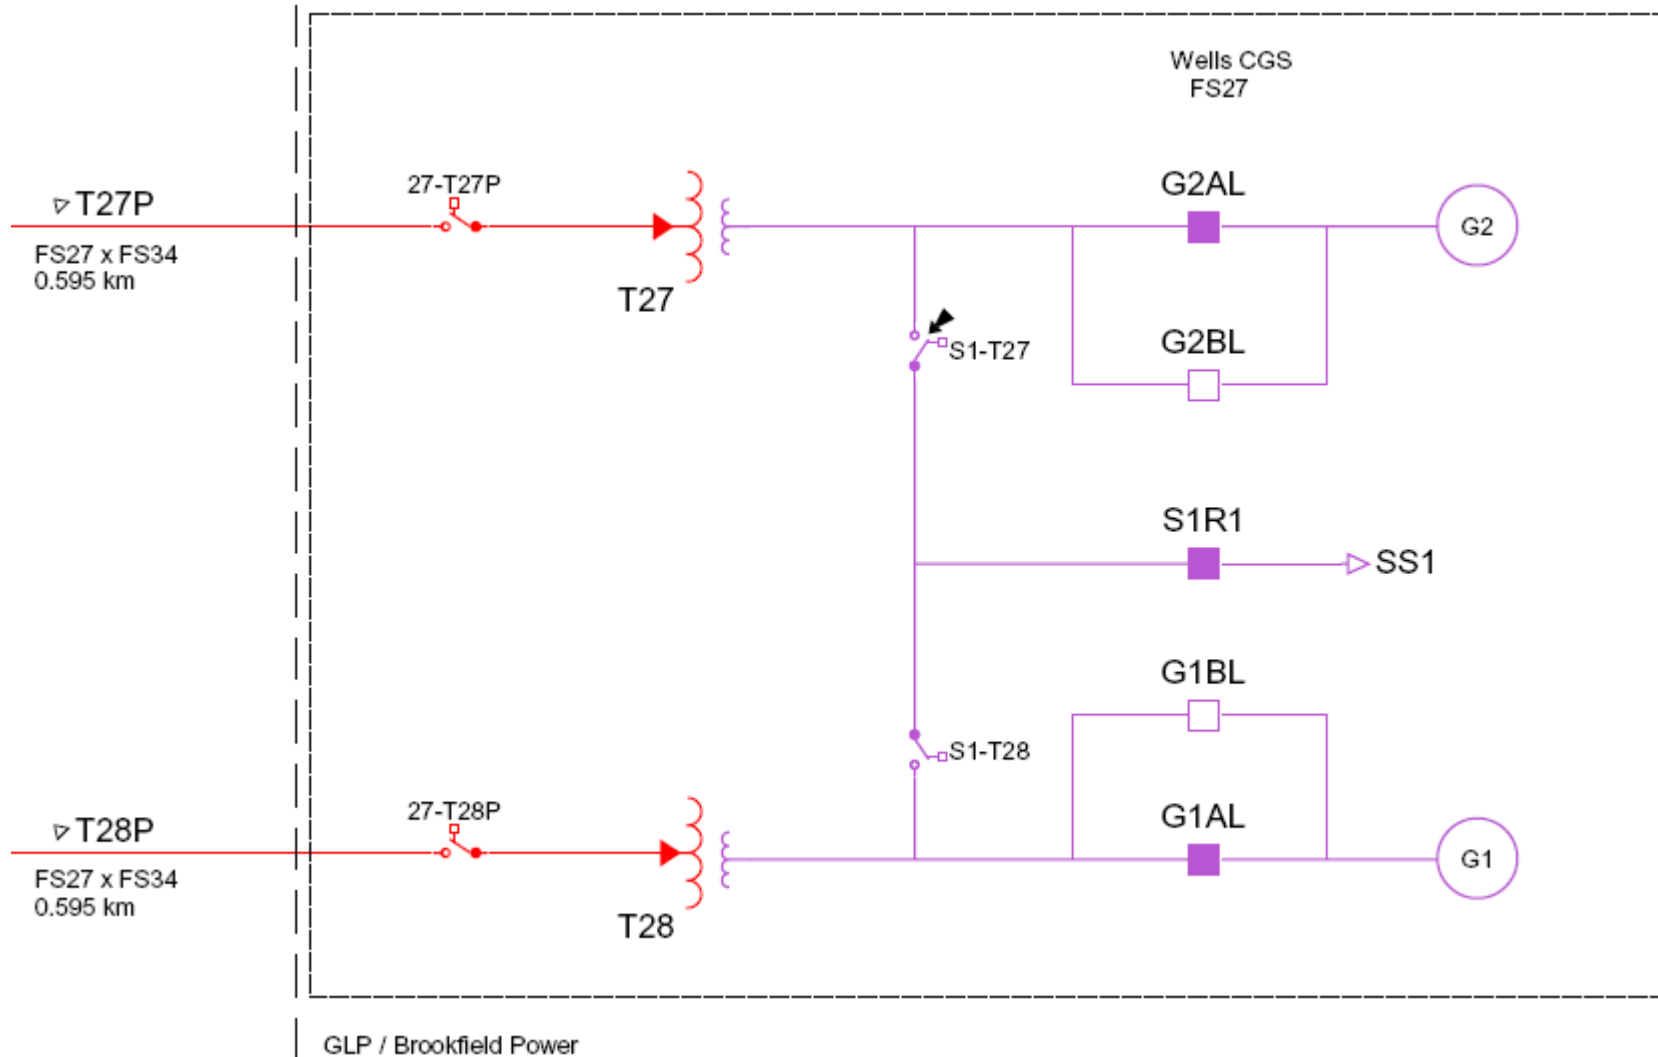 Wells CGS
FS27
T27P
FS27 x FS34
0.595 km
27-T27P
T27
G2AL
G2
S1-T27
G2BL
S1R1
SS1
G1BL
S1-T28
T28P
FS27 x FS34
0.595 km
27-T28P
T28
G1AL
G1
GLP / Brookfield Power